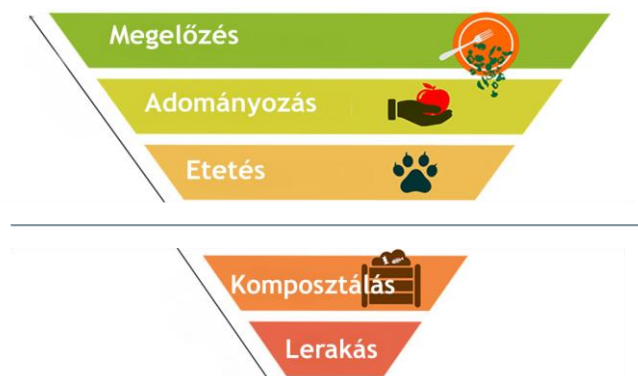 Megelőzés
Adományozás
Etetés
Komposztálás
Lerakás